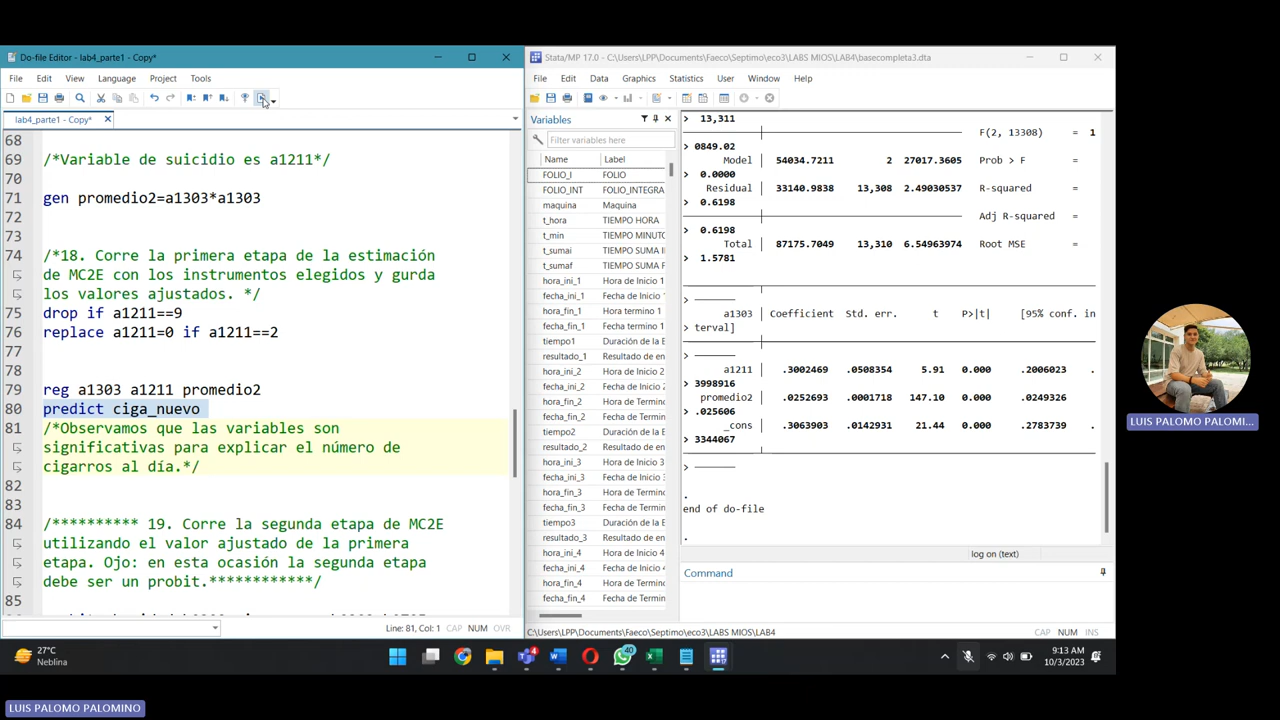 Do-file Editor - lab4_parte1 - Copy*
File Edit View Language Project Tools
lab4_parte1 - Copy*
68
69 /*Variable de suicidio es a1211*/
70
71 gen promedio2=a1303*a1303
72
73
74 /*18. Corre la primera etapa de la estimación
de MC2E con los instrumentos elegidos y gurda
los valores ajustados. */
75 drop if a1211==9
76 replace a1211=0 if a1211==2
77
78
79 reg a1303 a1211 promedio2
80 predict ciga_nuevo
81 /*Observamos que las variables son
significativas para explicar el número de
cigarros al día.*/
82
83
84 /********** 19. Corre la segunda etapa de MC2E
utilizando el valor ajustado de la primera
etapa. Ojo: en esta ocasión la segunda etapa
debe ser un probit.************/
85
Line: 81, Col: 1 CAP NUM OVR
Stata/MP 17.0 - C:\Users\LPP\Documents\Faeco\Septimo\eco3\LABS MIOS\LAB4\basecompleta3.dta
File Edit Data Graphics Statistics User Window Help
Variables
Filter variables here
Name Label
FOLIO_I FOLIO
FOLIO_INT FOLIO_INTEGRA
maquina Maquina
t_hora TIEMPO HORA
t_min TIEMPO MINUTO
t_sumai TIEMPO SUMA I
t_sumaf TIEMPO SUMA F
hora_ini_1 Hora de Inicio 1
fecha_ini_1 Fecha de Inicio 1
hora_fin_1 Hora termino 1
fecha_fin_1 Fecha termino 1
tiempo1 Duración de la E
resultado_1 Resultado de en
hora_ini_2 Hora de Inicio 2
fecha_ini_2 Fecha de Inicio 2
hora_fin_2 Hora de Termino
fecha_fin_2 Fecha de Termin
tiempo2 Duración de la E
resultado_2 Resultado de en
hora_ini_3 Hora de Inicio 3
fecha_ini_3 Fecha de Inicio 3
hora_fin_3 Hora de Termino
fecha_fin_3 Fecha de Termin
tiempo3 Duración de la E
resultado_3 Resultado de en
hora_ini_4 Hora de Inicio 4
fecha_ini_4 Fecha de Inicio 4
hora_fin_4 Hora de Termino
fecha_fin_4 Fecha de Termin
> 13,311
F(2, 13308) = 1
> 0849.02
Model | 54034.7211 2 27017.3605 Prob > F =
> 0.0000
Residual | 33140.9838 13,308 2.49030537 R-squared =
> 0.6198
Adj R-squared =
> 0.6198
Total | 87175.7049 13,310 6.54963974 Root MSE =
> 1.5781
>
a1303 | Coefficient Std. err. t P>|t| [95% conf. in
> terval]
>
a1211 | .3002469 .0508354 5.91 0.000 .2006023 .
> 3998916
promedio2 | .0252693 .0001718 147.10 0.000 .0249326
> .025606
_cons | .3063903 .0142931 21.44 0.000 .2783739 .
> 3344067
>
.
end of do-file
.
log on (text)
Command
C:\Users\LPP\Documents\Faeco\Septimo\eco3\LABS MIOS\LAB4
CAP NUM INS
27°C
Neblina
4
40
17
9:13 AM
10/3/2023
LUIS PALOMO PALOMI...
LUIS PALOMO PALOMINO